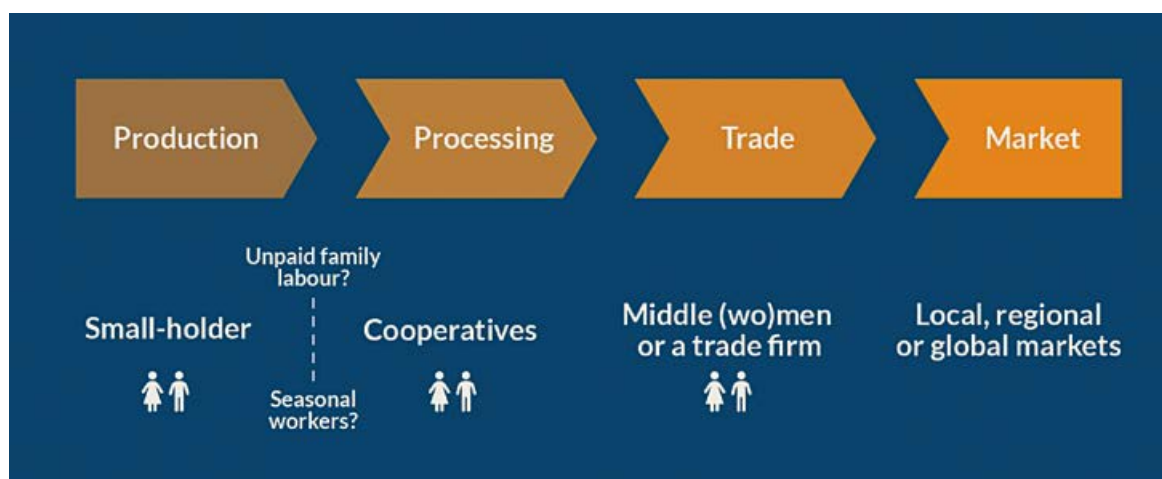 Production
Processing
Trade
Market
Unpaid family
labour?
Small-holder
Cooperatives
Middle (wo)men
or a trade firm
Local, regional
or global markets
Seasonal
workers?